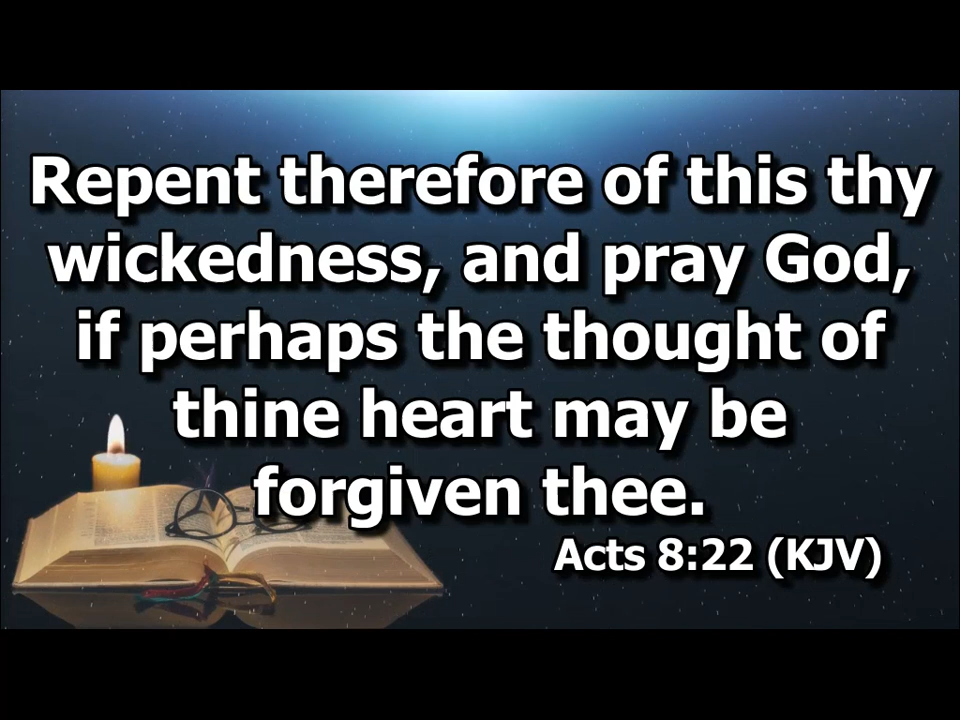 Repent therefore of this thy
wickedness, and pray God,
if perhaps the thought of
thine heart may be
forgiven thee.
Acts 8:22 (KJV)